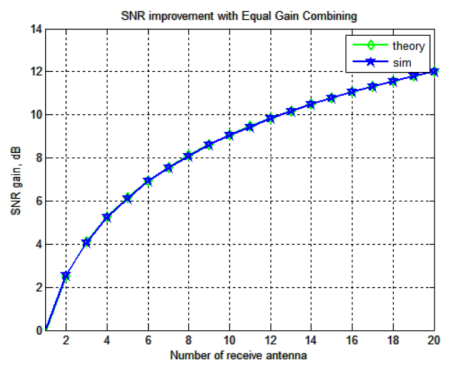 SNR improvement with Equal Gain Combining
14
12
10
8
6
4
2
0
SNR gain, dB
theory
sim
2 4 6 8 10 12 14 16 18 20
Number of receive antenna